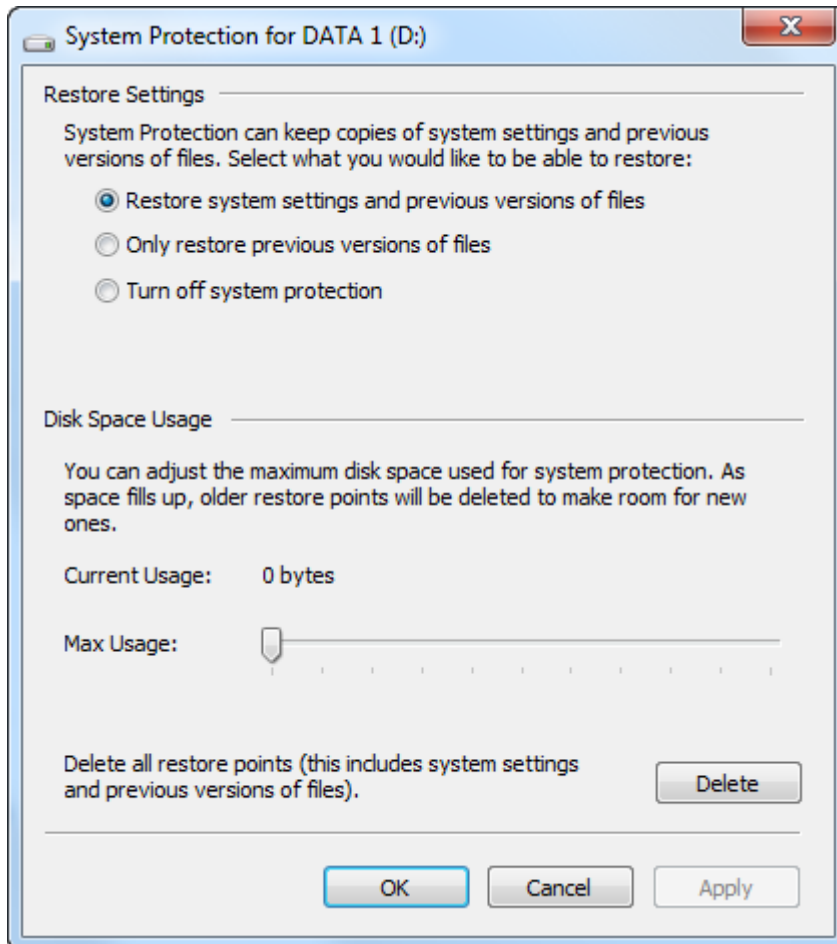 System Protection for DATA 1 (D:)
Restore Settings
System Protection can keep copies of system settings and previous
versions of files. Select what you would like to be able to restore:
Restore system settings and previous versions of files
Only restore previous versions of files
Turn off system protection
Disk Space Usage
You can adjust the maximum disk space used for system protection. As
space fills up, older restore points will be deleted to make room for new
ones.
Current Usage: 0 bytes
Max Usage:
Delete all restore points (this includes system settings
and previous versions of files).
Delete
OK Cancel Apply